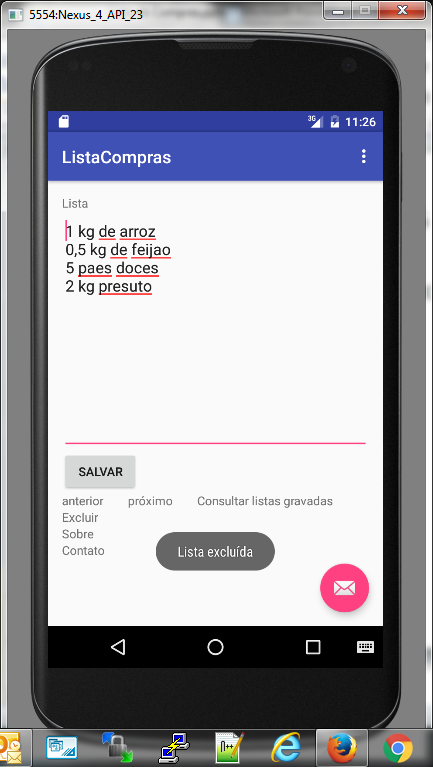 5554:Nexus_4_API_23
3G 11:26
ListaCompras
Lista
1 kg de arroz
0,5 kg de feijao
5 paes doces
2 kg presuto
SALVAR
anterior próximo Consultar listas gravadas
Excluir
Sobre
Contato
Lista excluída